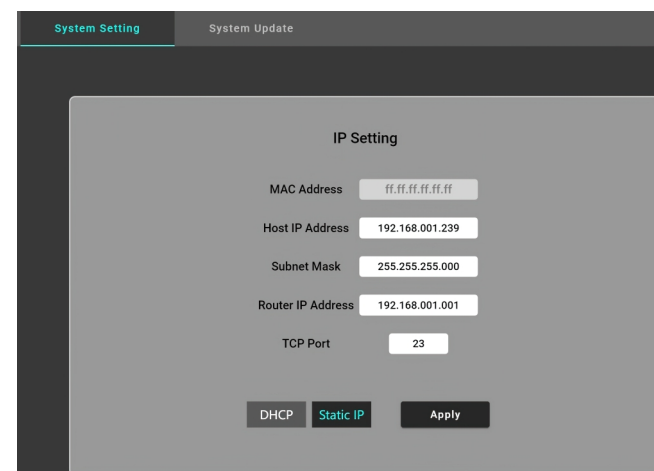 System Setting System Update
IP Setting
MAC Address ff.ff.ff.ff.ff.ff
Host IP Address 192.168.001.239
Subnet Mask 255.255.255.000
Router IP Address 192.168.001.001
TCP Port 23
DHCP Static IP Apply